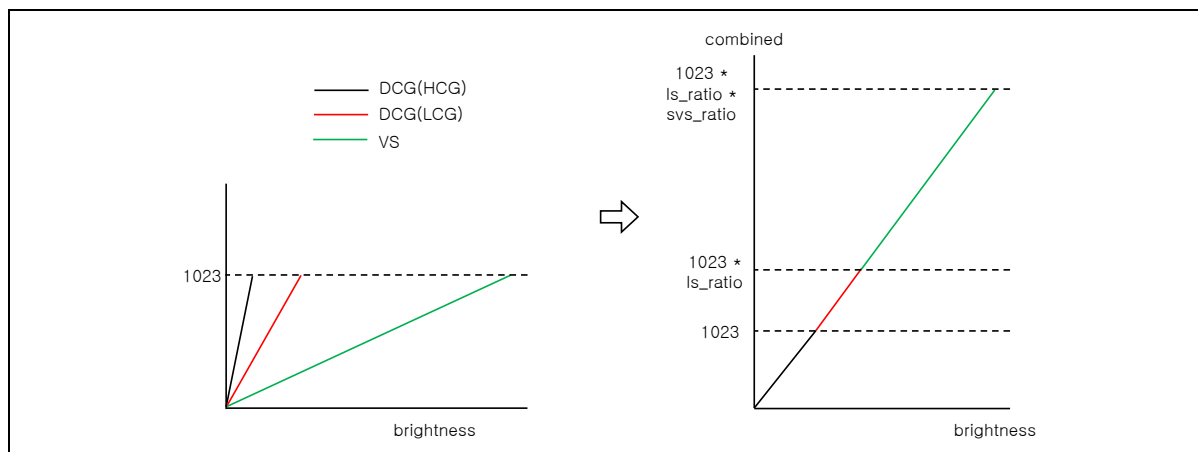 DCG(HCG)
DCG(LCG)
VS
1023
brightness
combined
1023 *
ls_ratio *
svs_ratio
1023 *
ls_ratio
1023
brightness